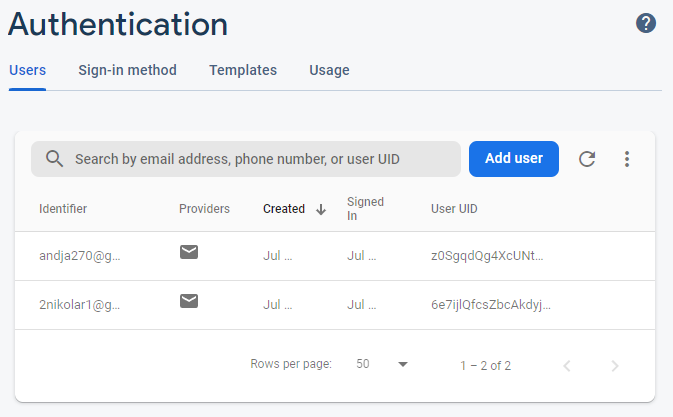 Authentication
Users Sign-in method Templates Usage
Search by email address, phone number, or user UID Add user
Identifier Providers Created Signed In User UID
andja270@g... Jul ... Jul ... z0SgqdQg4XcUNt...
2nikolar1@g... Jul ... Jul ... 6e7ijlQfcsZbcAkdyj...
Rows per page: 50 1 – 2 of 2